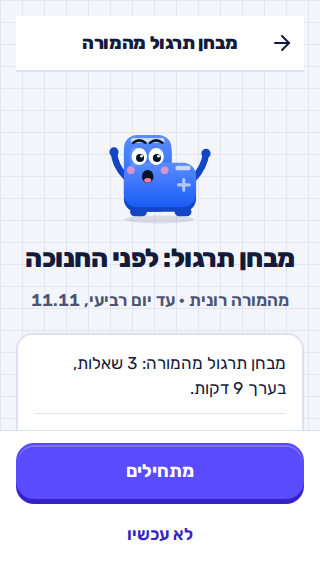 מבחן תרגול מהמורה
מבחן תרגול: לפני החנוכה
מהמורה רונית • עד יום רביעי, 11.11
מבחן תרגול מהמורה: 3 שאלות,
בערך 9 דקות.
מתחילים
לא עכשיו